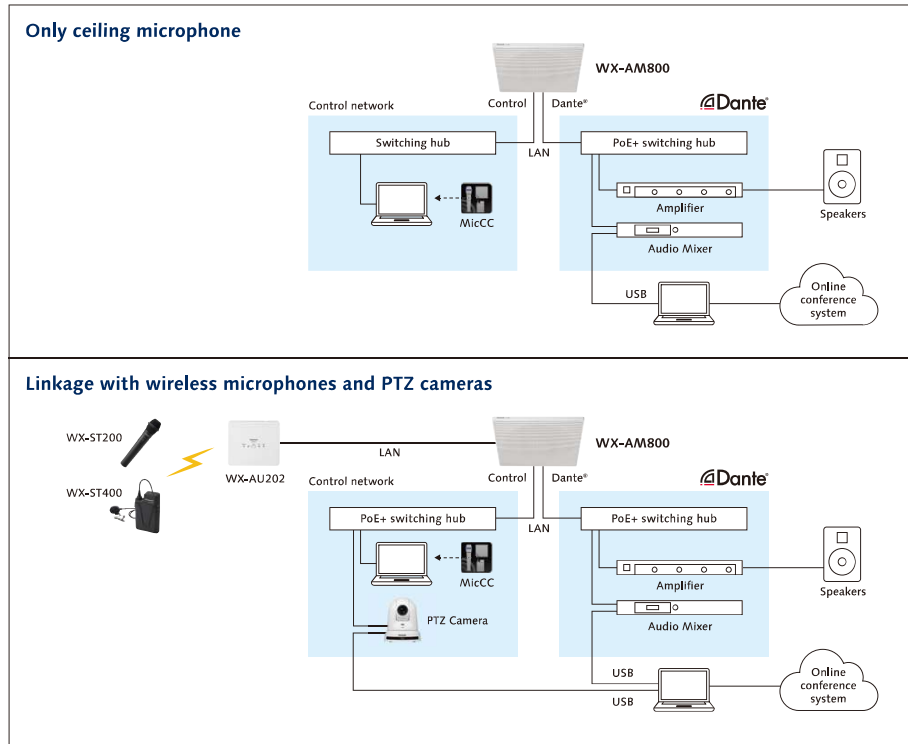 Only ceiling microphone
WX-AM800
Control network
Control
Dante®
Dante®
Switching hub
LAN
PoE+ switching hub
MicCC
Amplifier
Speakers
Audio Mixer
USB
Online
conference
system
Linkage with wireless microphones and PTZ cameras
WX-ST200
WX-ST400
WX-AU202
LAN
WX-AM800
Control network
Control
Dante®
Dante®
PoE+ switching hub
LAN
PoE+ switching hub
MicCC
Amplifier
Speakers
PTZ Camera
Audio Mixer
USB
USB
Online
conference
system